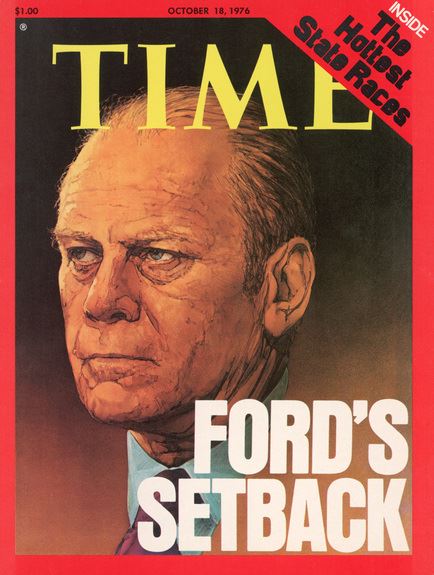 $1.00
OCTOBER 18, 1976
®
TIME
INSIDE
The
Hottest
State Races
FORD'S
SETBACK